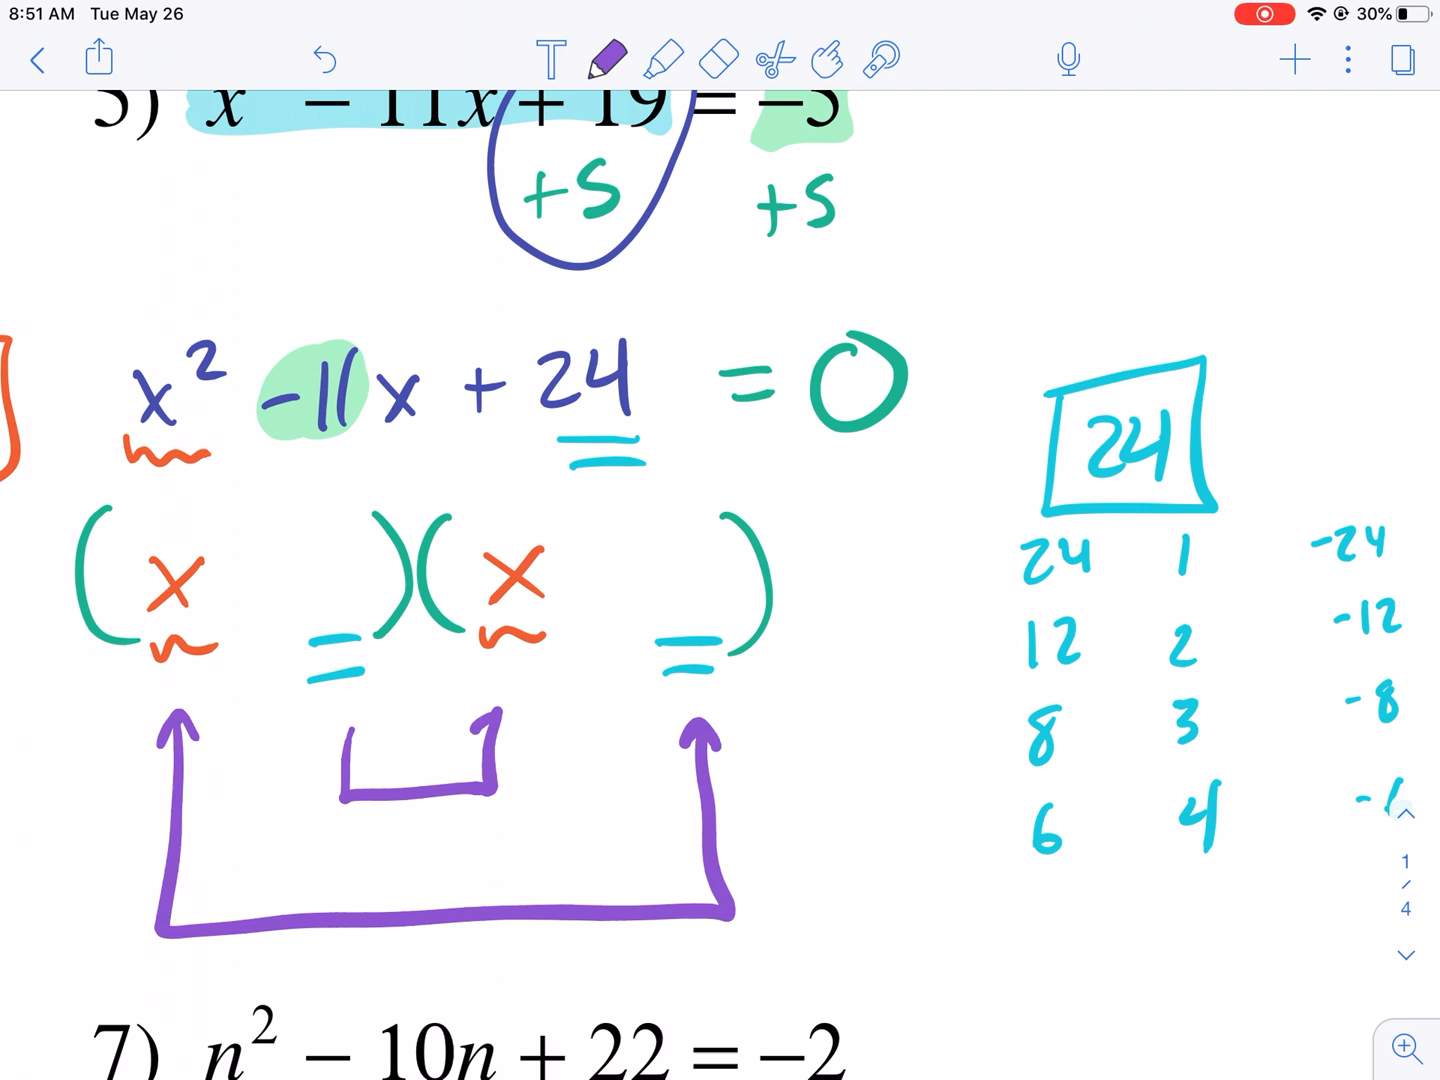 8:51 AM Tue May 26 30%
T
5) x² − 11x + 19 = −5
+5 +5
x² -11x + 24 = 0
24
(x )(x )
24 1 -24
12 2 -12
8 3 -8
6 4
1
/
4
7) n² − 10n + 22 = −2